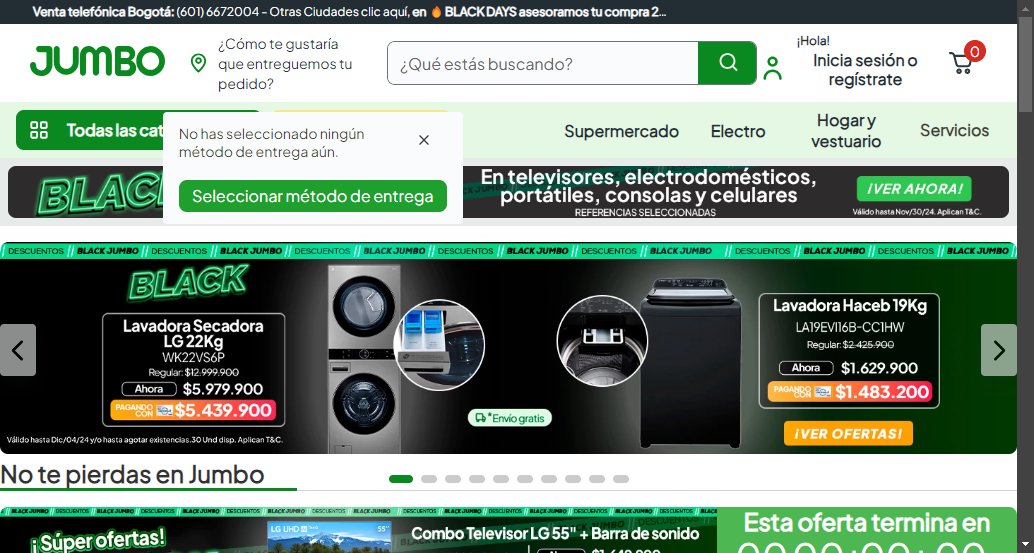 Venta telefónica Bogotá: (601) 6672004 - Otras Ciudades clic aquí, en 🔥 BLACK DAYS asesoramos tu compra 2...
JUMBO
¿Cómo te gustaría
que entreguemos tu
pedido?
¿Qué estás buscando?
¡Hola!
Inicia sesión o
regístrate
0
Todas las cat
No has seleccionado ningún
método de entrega aún.
Seleccionar método de entrega
Supermercado
Electro
Hogar y
vestuario
Servicios
BLACK
En televisores, electrodomésticos,
portátiles, consolas y celulares
REFERENCIAS SELECCIONADAS
¡VER AHORA!
Válido hasta Nov/30/24. Aplican T&C.
DESCUENTOS // BLACK JUMBO // DESCUENTOS // BLACK JUMBO // DESCUENTOS // BLACK JUMBO // DESCUENTOS // BLACK JUMBO // DESCUENTOS // BLACK JUMBO // DESCUENTOS // BLACK JUMBO // DESCUENTOS // BLACK JUMBO
BLACK
Lavadora Secadora
LG 22Kg
WK22VS6P
Regular: $12.999.900
Ahora $5.979.900
PAGANDO CON $5.439.900
Válido hasta Dic/04/24 y/o hasta agotar existencias.30 Und disp. Aplican T&C.
*Envío gratis
Lavadora Haceb 19Kg
LA19EVI16B-CC1HW
Regular: $2.425.900
Ahora $1.629.900
PAGANDO CON $1.483.200
¡VER OFERTAS!
No te pierdas en Jumbo
BLACK JUMBO // DESCUENTOS // BLACK JUMBO // DESCUENTOS
¡Súper ofertas!
LG UHD
55"
Combo Televisor LG 55" + Barra de sonido
Esta oferta termina en